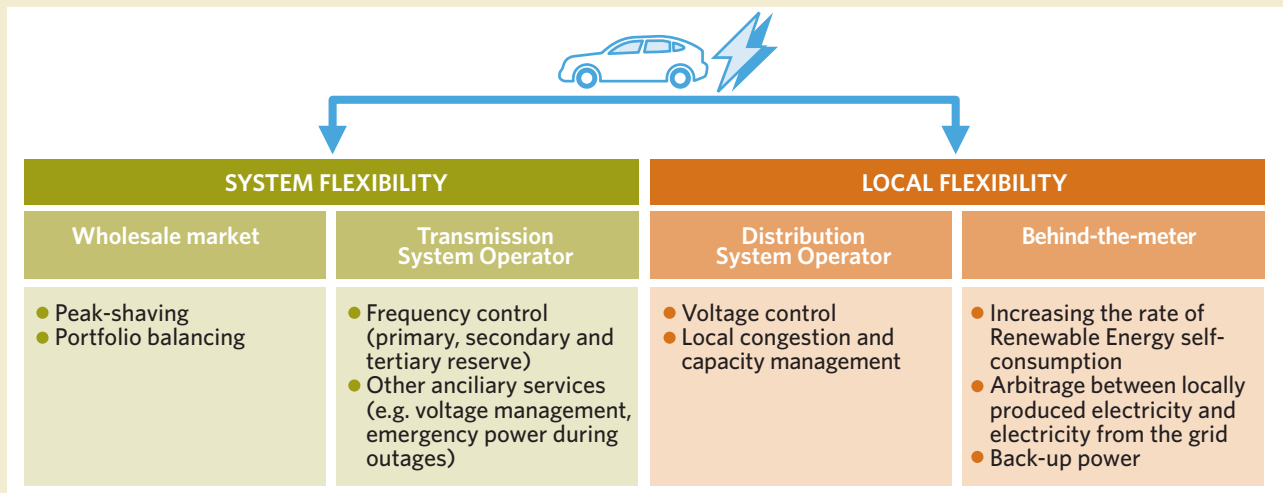 SYSTEM FLEXIBILITY
LOCAL FLEXIBILITY
Wholesale market
Transmission
System Operator
Distribution
System Operator
Behind-the-meter
● Peak-shaving
● Portfolio balancing
● Frequency control
(primary, secondary and
tertiary reserve)
● Other ancillary services
(e.g. voltage management,
emergency power during
outages)
● Voltage control
● Local congestion and
capacity management
● Increasing the rate of
Renewable Energy self-
consumption
● Arbitrage between locally
produced electricity and
electricity from the grid
● Back-up power